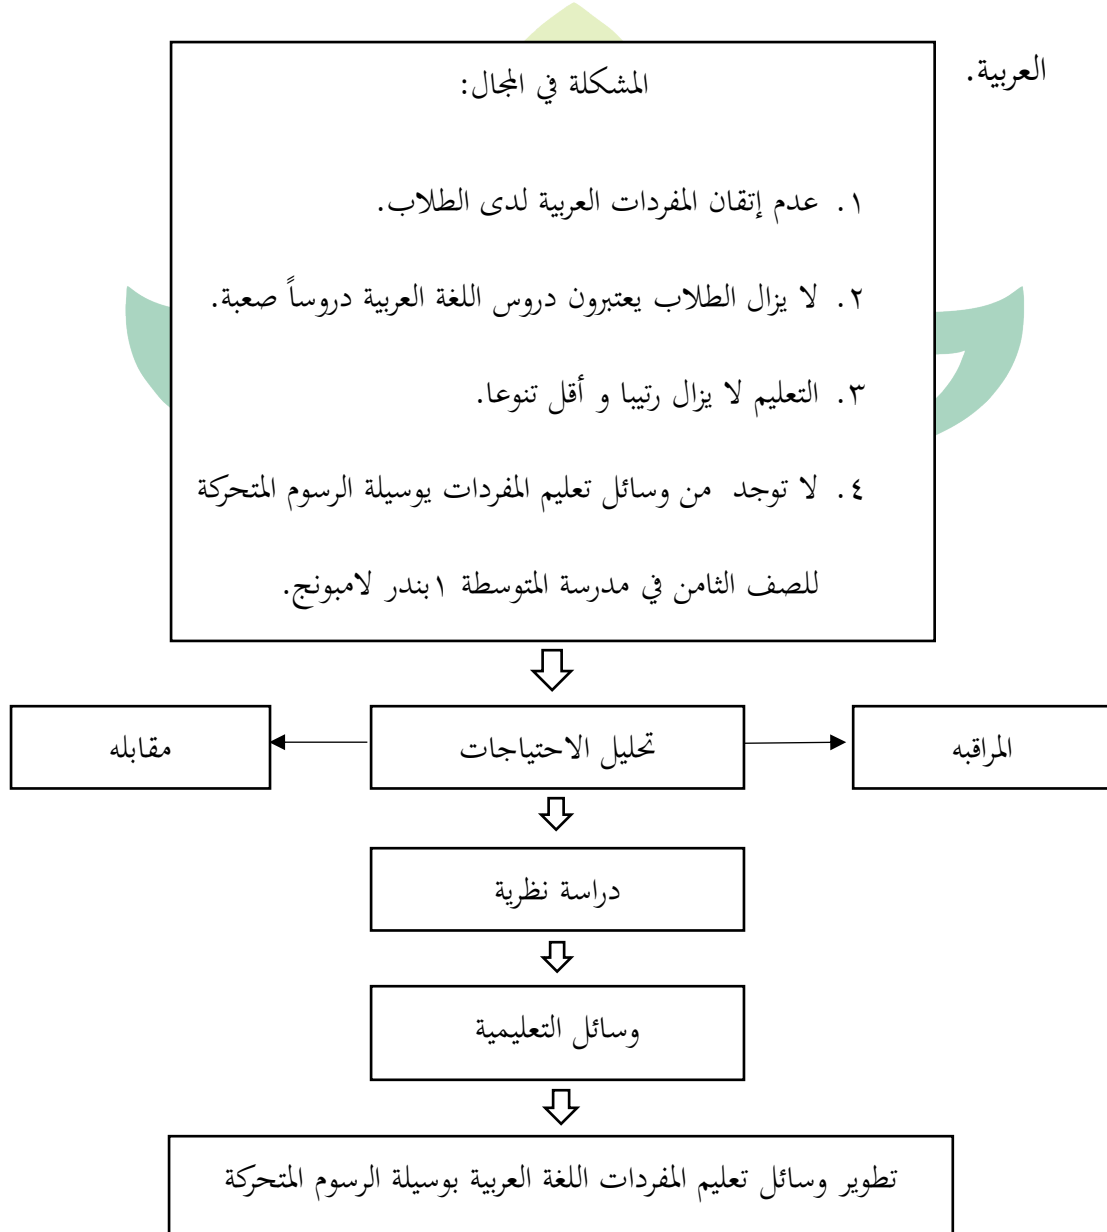 العربية.
المشكلة في المجال:
١. عدم إتقان المفردات العربية لدى الطلاب.
٢. لا يزال الطلاب يعتبرون دروس اللغة العربية دروساً صعبة.
٣. التعليم لا يزال رتيبا و أقل تنوعا.
٤. لا توجد من وسائل تعليم المفردات يوسيلة الرسوم المتحركة
للصف الثامن في مدرسة المتوسطة ١بندر لامبونج.
المراقبه
تحليل الاحتياجات
مقابله
دراسة نظرية
وسائل التعليمية
تطوير وسائل تعليم المفردات اللغة العربية بوسيلة الرسوم المتحركة